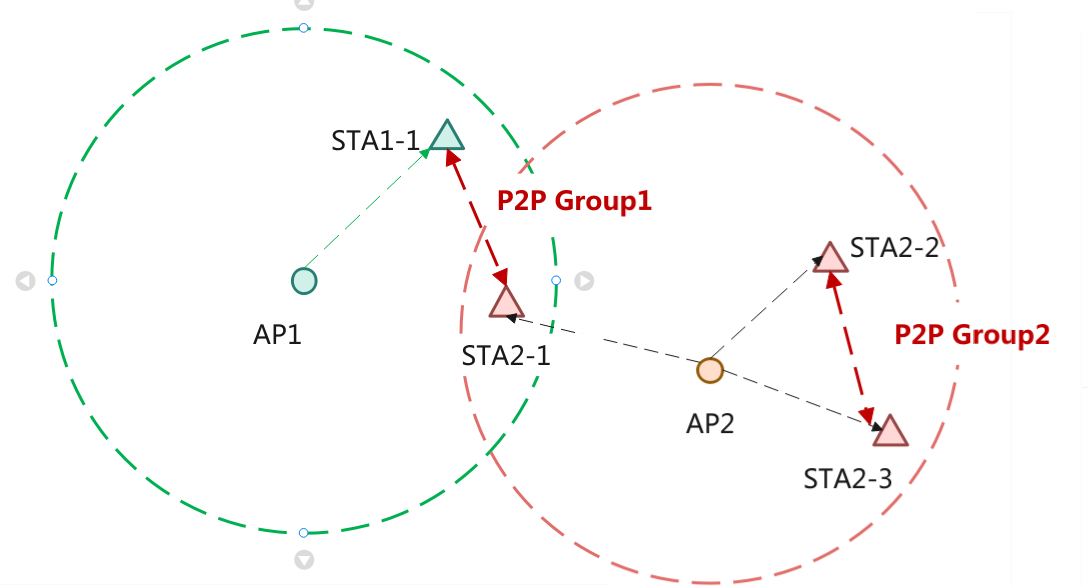 STA1-1
P2P Group1
STA2-2
AP1
P2P Group2
STA2-1
AP2
STA2-3